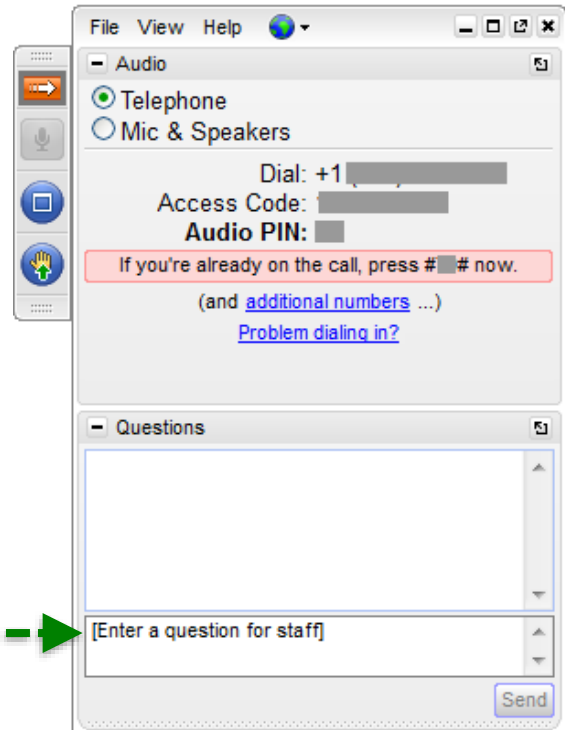 File View Help
Audio
Telephone
Mic & Speakers
Dial: +1
Access Code:
Audio PIN:
If you're already on the call, press # # now.
(and additional numbers ...)
Problem dialing in?
Questions
[Enter a question for staff]
Send